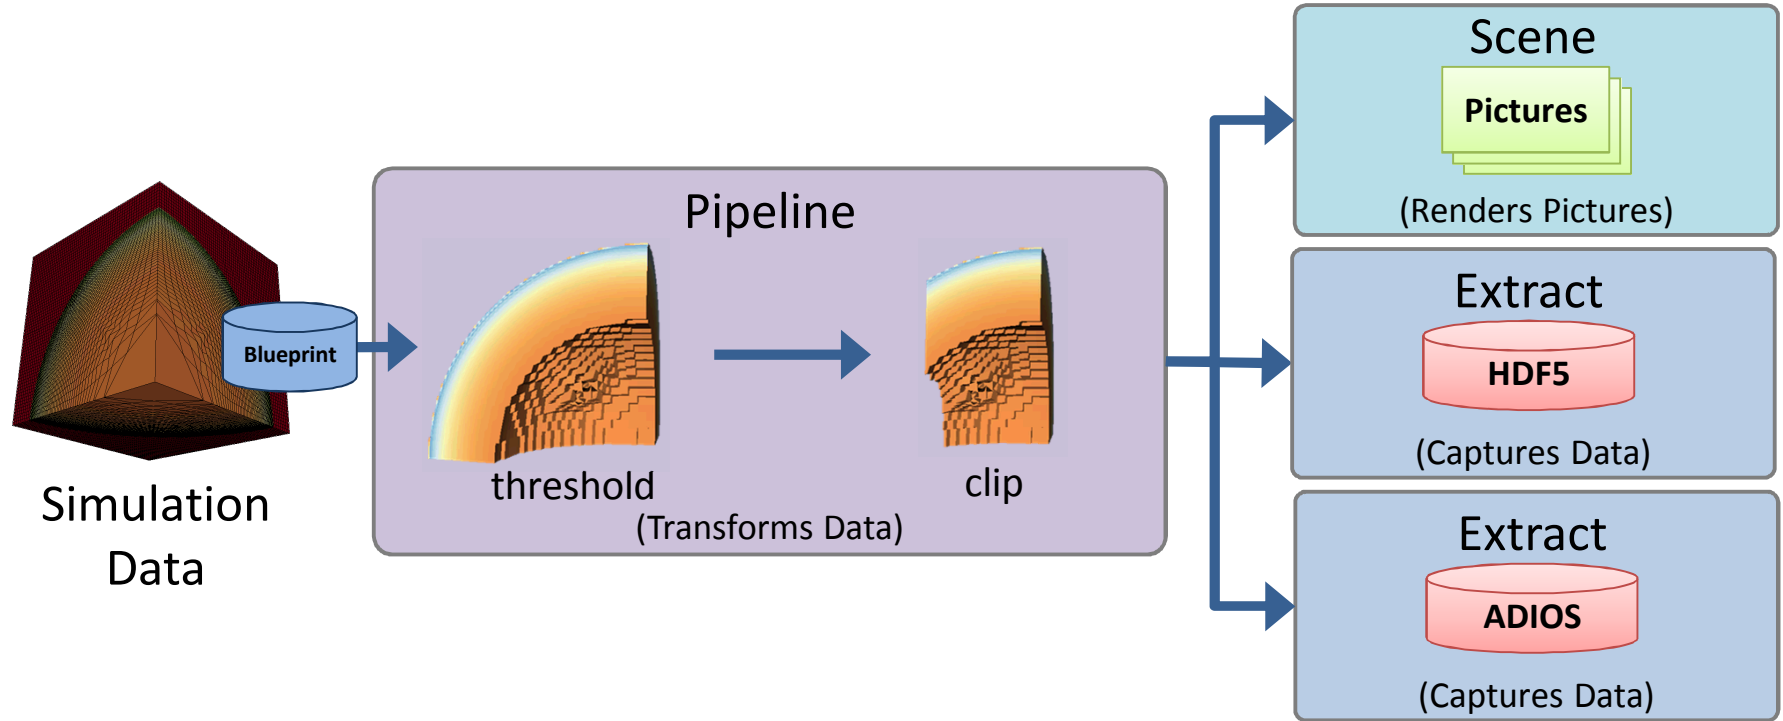 Simulation
Data
Blueprint
Pipeline
threshold
clip
(Transforms Data)
Scene
Pictures
(Renders Pictures)
Extract
HDF5
(Captures Data)
Extract
ADIOS
(Captures Data)